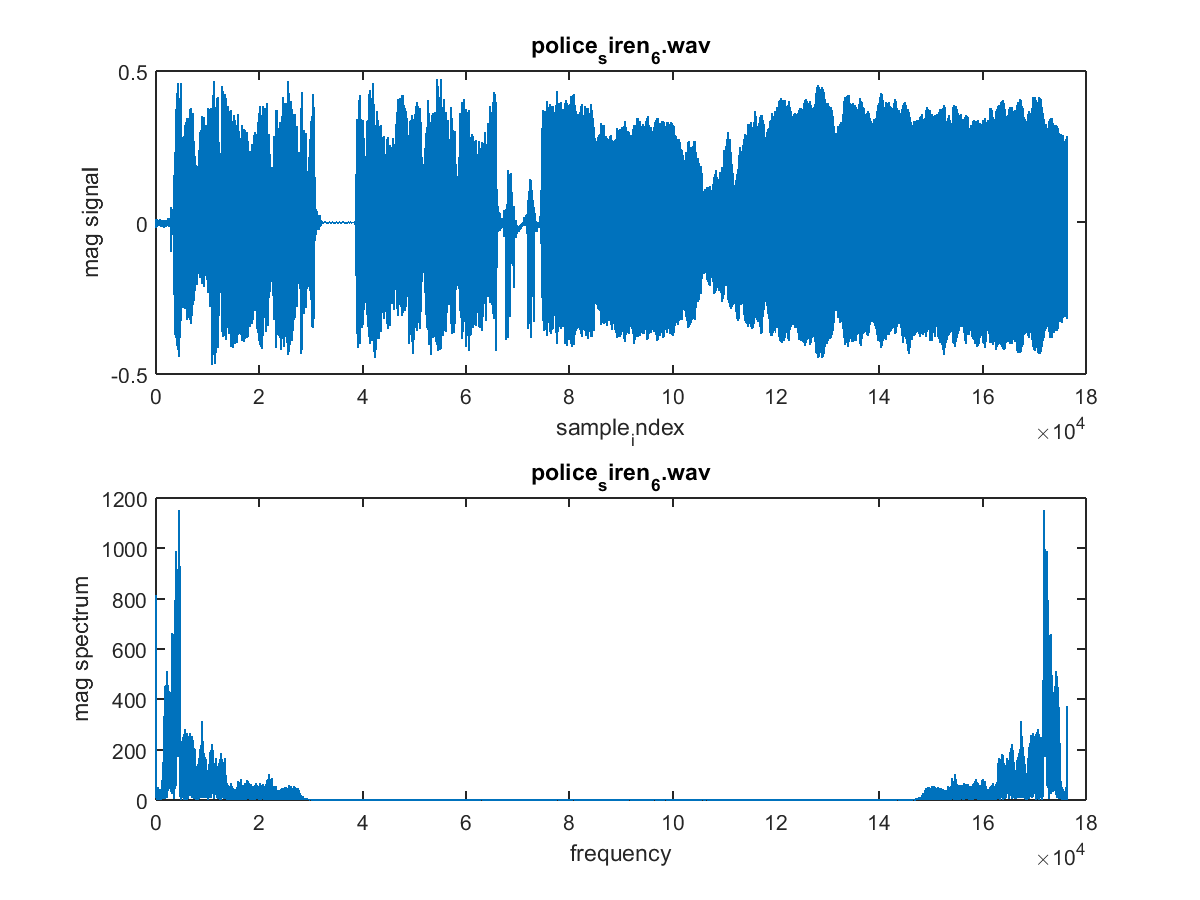 police_siren_6.wav
0.5
0
-0.5
mag signal
0 2 4 6 8 10 12 14 16 18
×10^4
sample_index
police_siren_6.wav
1200
1000
800
600
400
200
0
mag spectrum
0 2 4 6 8 10 12 14 16 18
×10^4
frequency